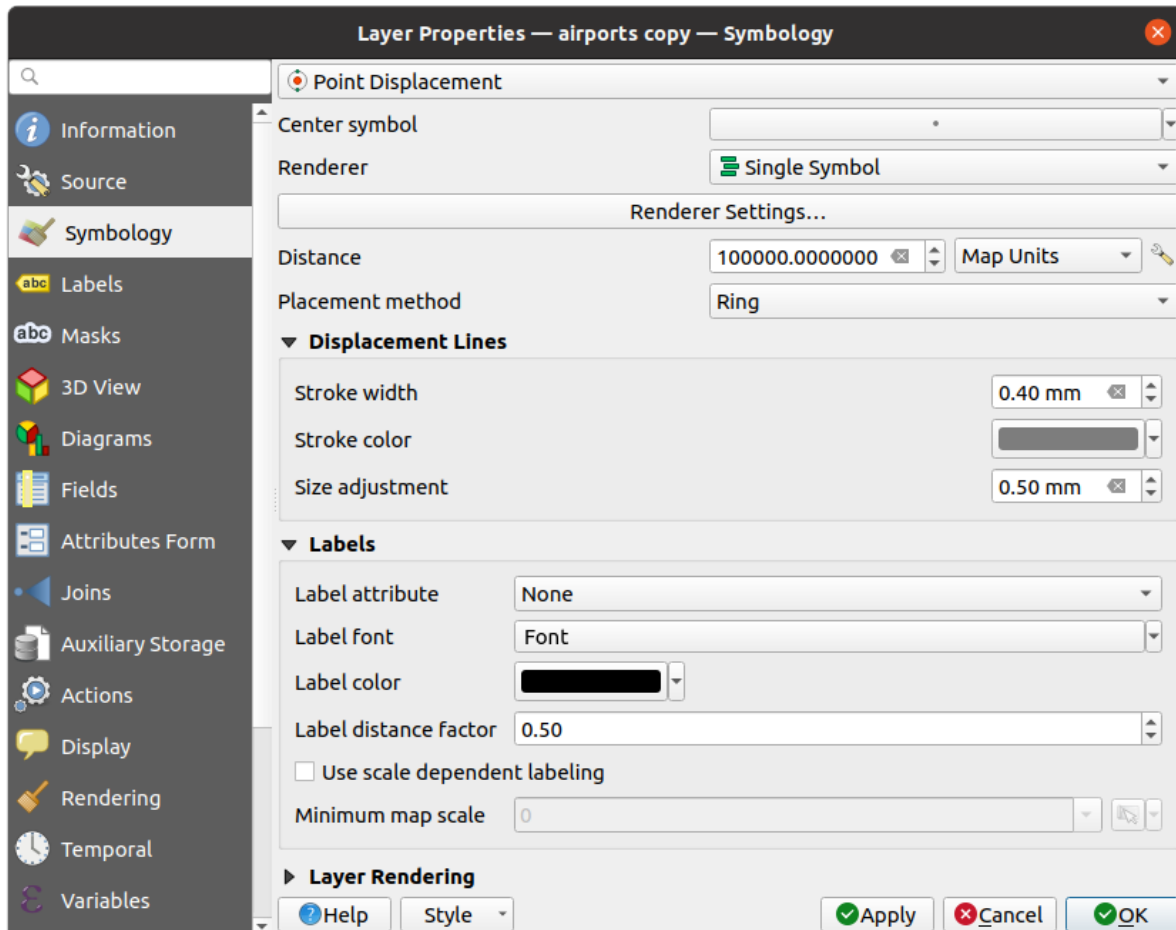 Layer Properties — airports copy — Symbology
Information
Source
Symbology
abc Labels
abc Masks
3D View
Diagrams
Fields
Attributes Form
Joins
Auxiliary Storage
Actions
Display
Rendering
Temporal
Variables
Point Displacement
Center symbol
Renderer Single Symbol
Renderer Settings...
Distance 100000.0000000 Map Units
Placement method Ring
Displacement Lines
Stroke width 0.40 mm
Stroke color
Size adjustment 0.50 mm
Labels
Label attribute None
Label font Font
Label color
Label distance factor 0.50
Use scale dependent labeling
Minimum map scale 0
Layer Rendering
Help Style Apply Cancel OK